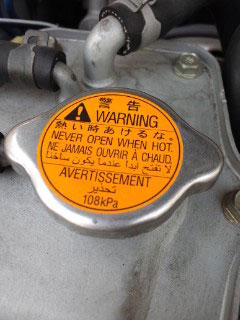 警告
WARNING
熱い時あけるな。
NEVER OPEN WHEN HOT.
NE JAMAIS OUVRIR À CHAUD.
لا تفتح أبدا عندما يكون ساخنا
AVERTISSEMENT
تحذير
108kPa